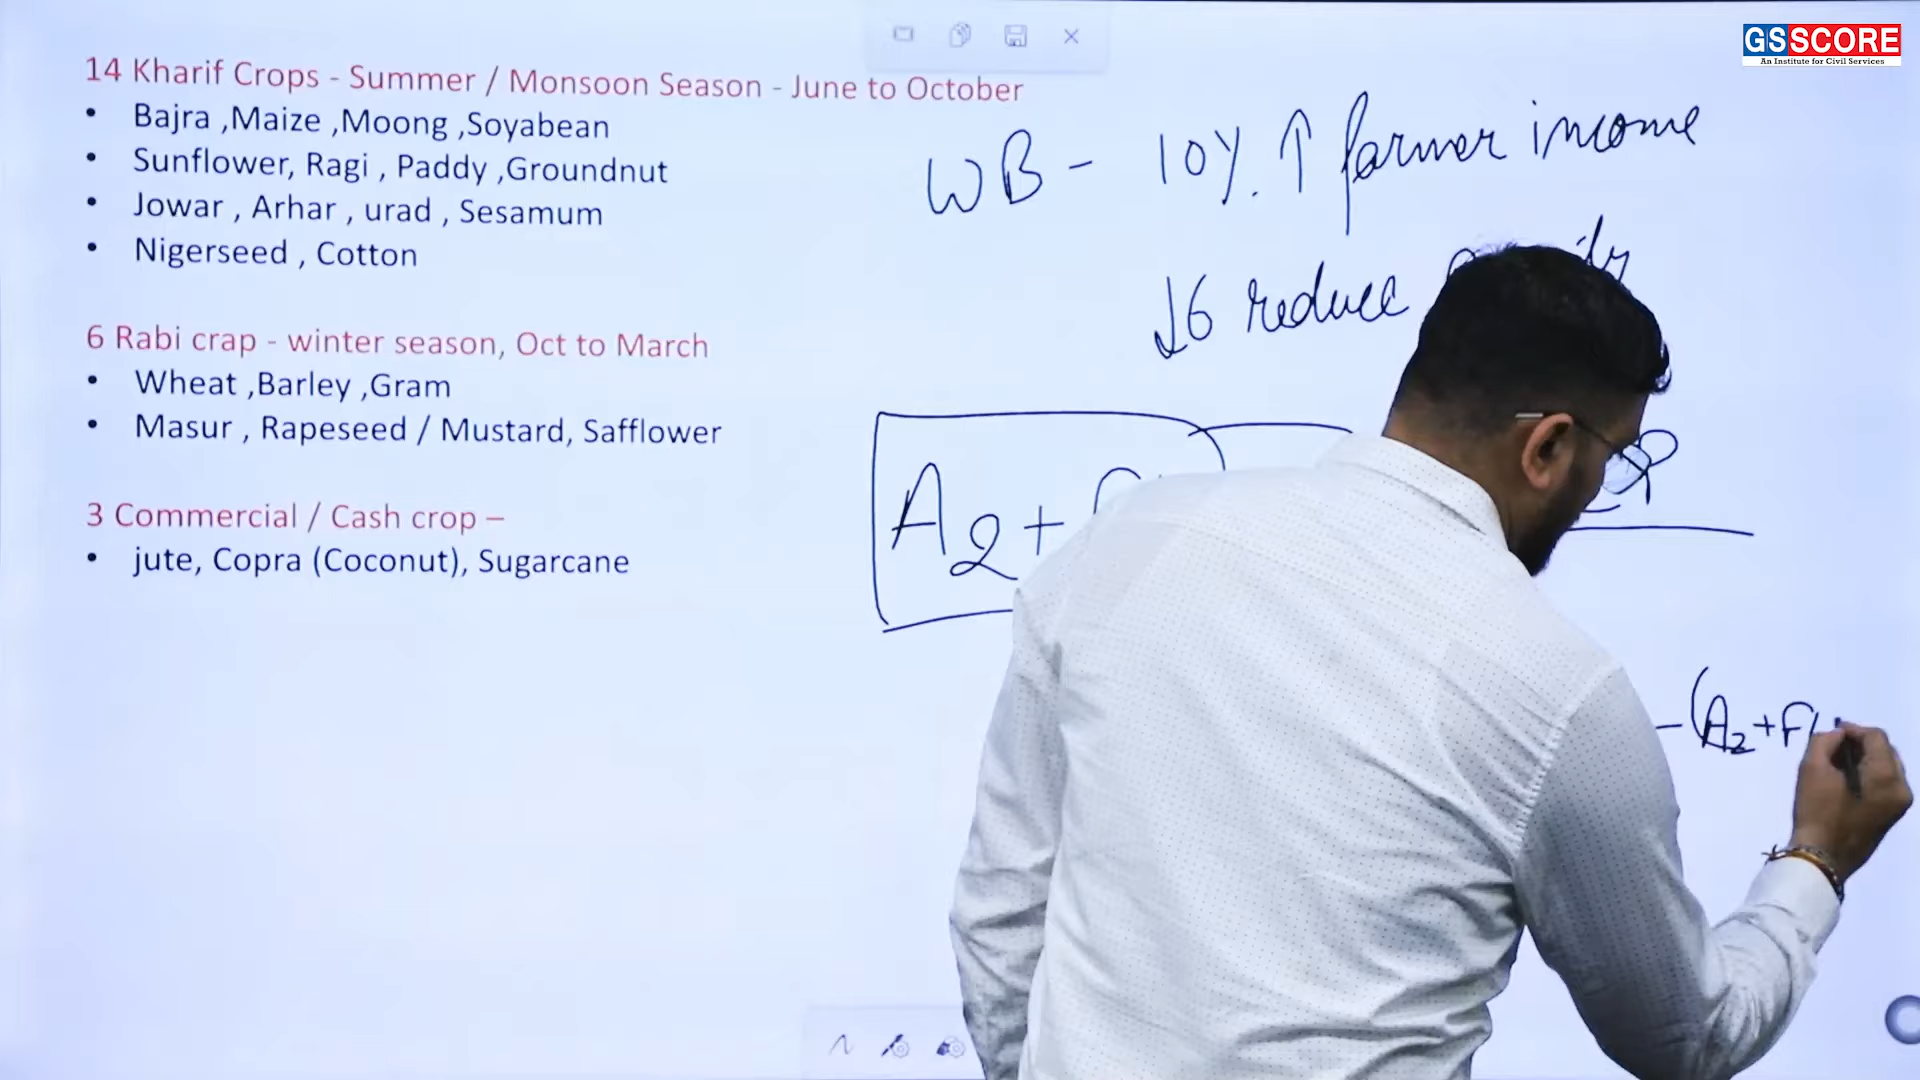 GSSCORE
An Institute for Civil Services
14 Kharif Crops - Summer / Monsoon Season - June to October
• Bajra ,Maize ,Moong ,Soyabean
• Sunflower, Ragi , Paddy ,Groundnut
• Jowar , Arhar , urad , Sesamum
• Nigerseed , Cotton
6 Rabi crap - winter season, Oct to March
• Wheat ,Barley ,Gram
• Masur , Rapeseed / Mustard, Safflower
3 Commercial / Cash crop –
• jute, Copra (Coconut), Sugarcane
WB - 10%. ↑ farmer income
reduce
A2 +
- (A2 + F